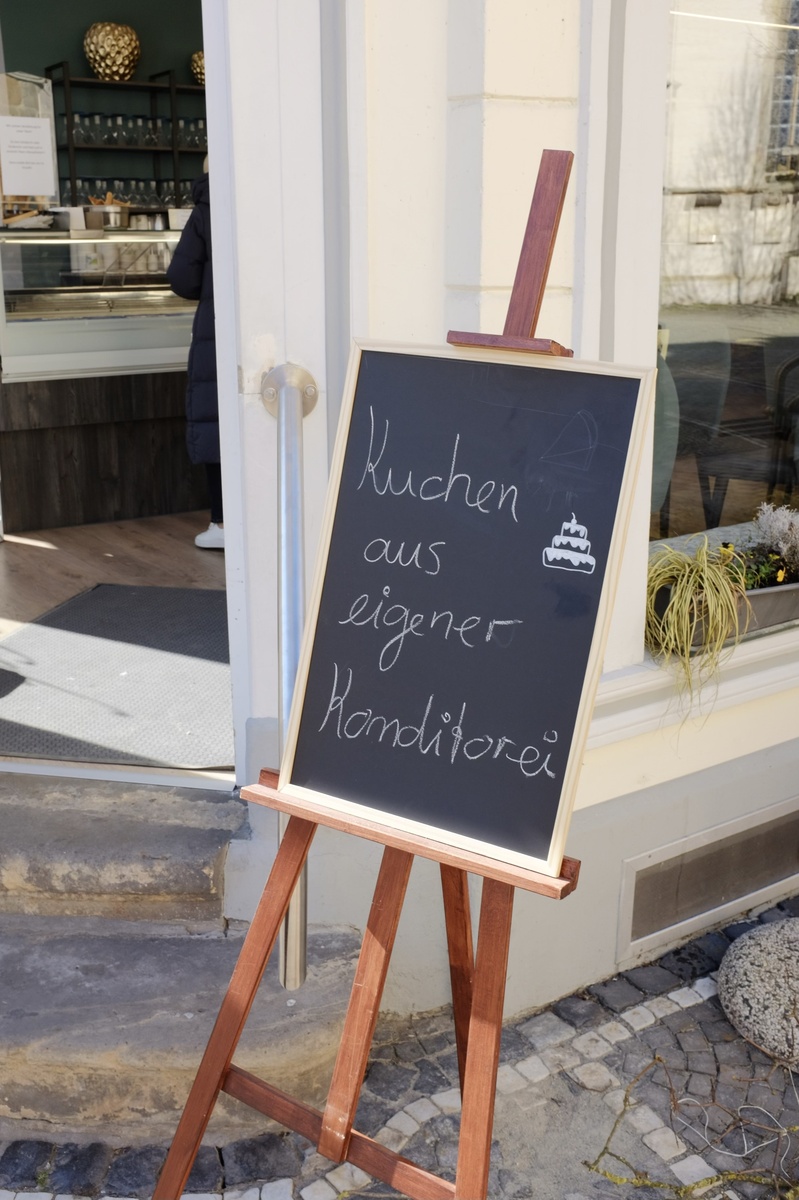 Kuchen
aus
eigener
Konditorei